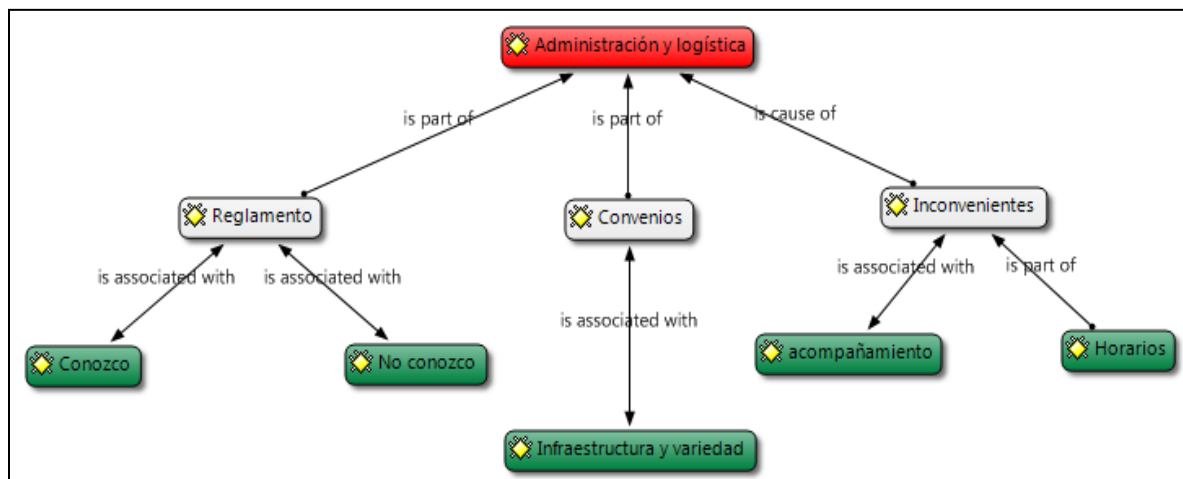 Administración y logística
is part of
is part of
is cause of
Reglamento
Convenios
Inconvenientes
is associated with
is associated with
is associated with
is part of
is associated with
Conozco
No conozco
acompañamiento
Horarios
Infraestructura y variedad